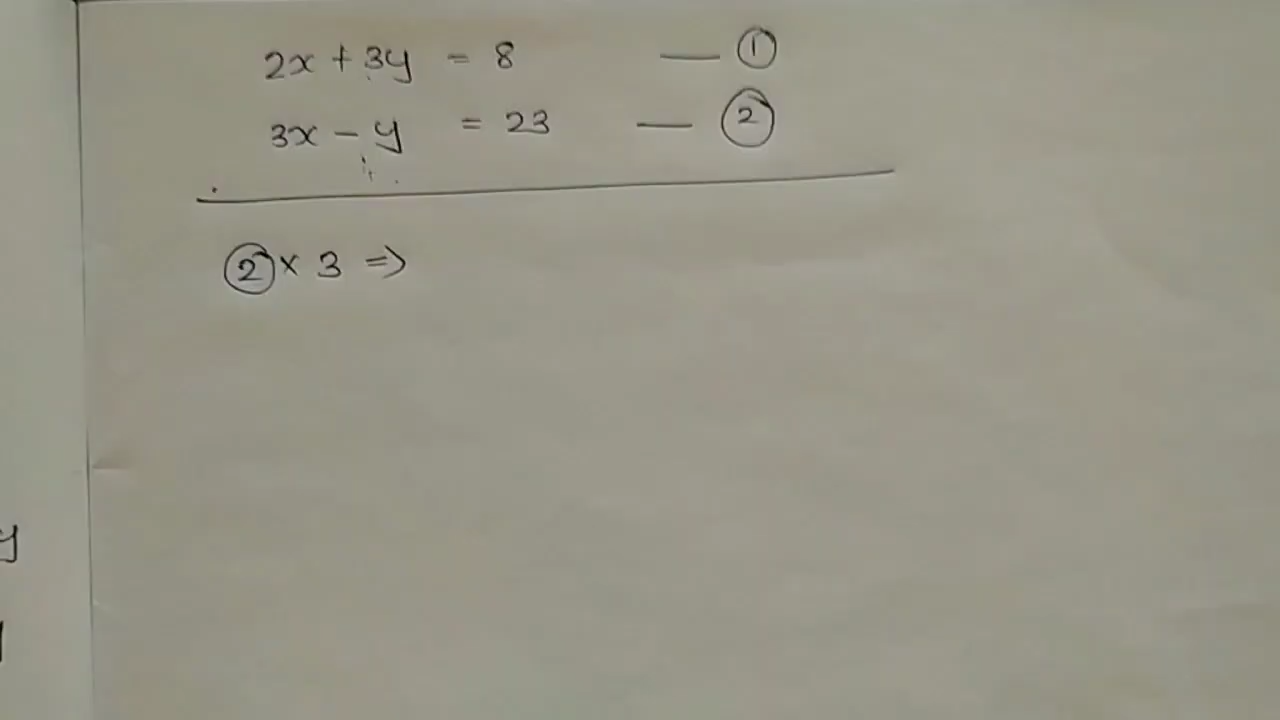 2x + 3y = 8 — ①
3x - y = 23 — ②
② × 3 ⇒
y